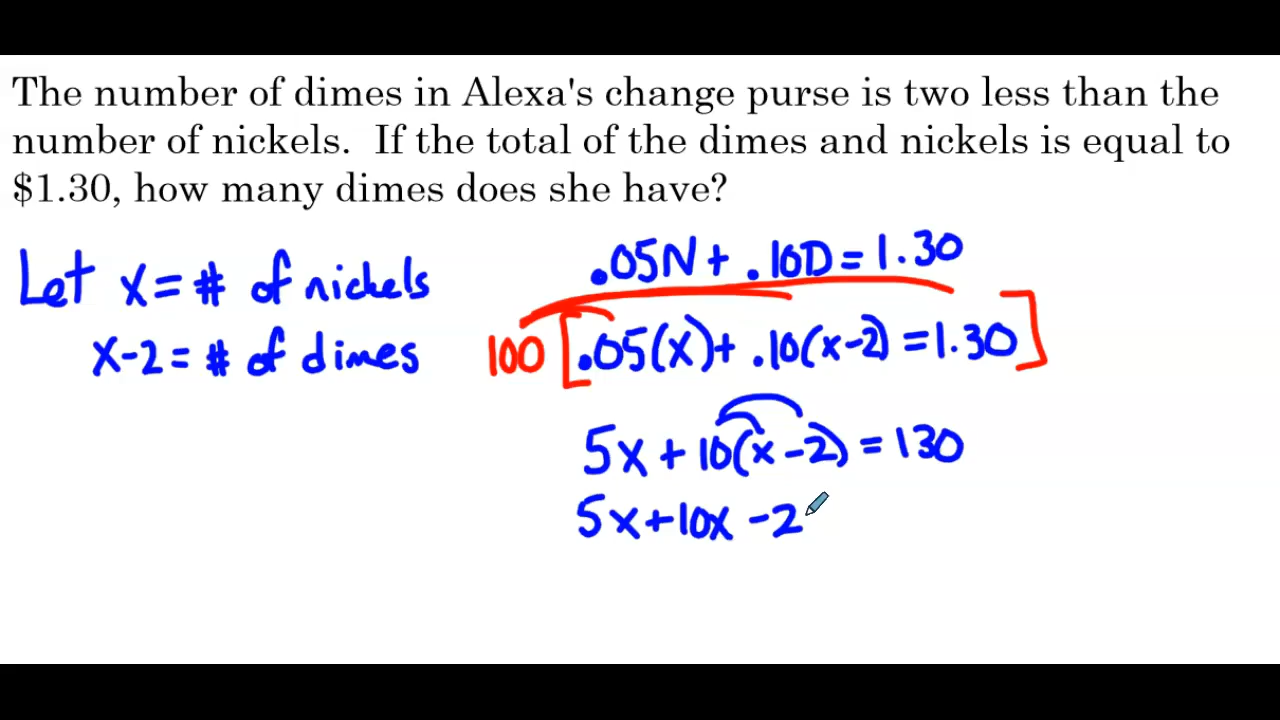 The number of dimes in Alexa's change purse is two less than the
number of nickels. If the total of the dimes and nickels is equal to
$1.30, how many dimes does she have?
Let x = # of nickels
x-2 = # of dimes
.05N + .10D = 1.30
100 [.05(x) + .10(x-2) = 1.30]
5x + 10(x-2) = 130
5x + 10x - 2